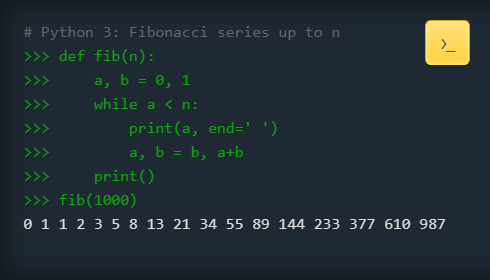 # Python 3: Fibonacci series up to n
>>> def fib(n):
>>>     a, b = 0, 1
>>>     while a < n:
>>>         print(a, end=' ')
>>>         a, b = b, a+b
>>>     print()
>>> fib(1000)
0 1 1 2 3 5 8 13 21 34 55 89 144 233 377 610 987
>_